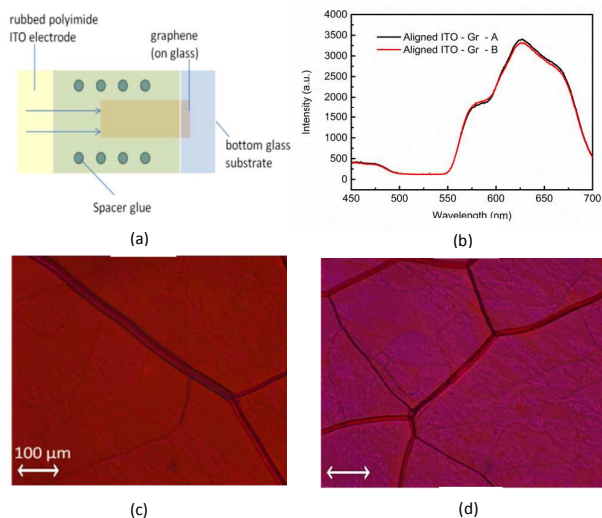 rubbed polyimide
ITO electrode
graphene
(on glass)
bottom glass
substrate
Spacer glue
(a)
Aligned ITO - Gr - A
Aligned ITO - Gr - B
Intensity (a.u.)
4000
3500
3000
2500
2000
1500
1000
500
0
450 500 550 600 650 700
Wavelength (nm)
(b)
100 µm
(c)
(d)